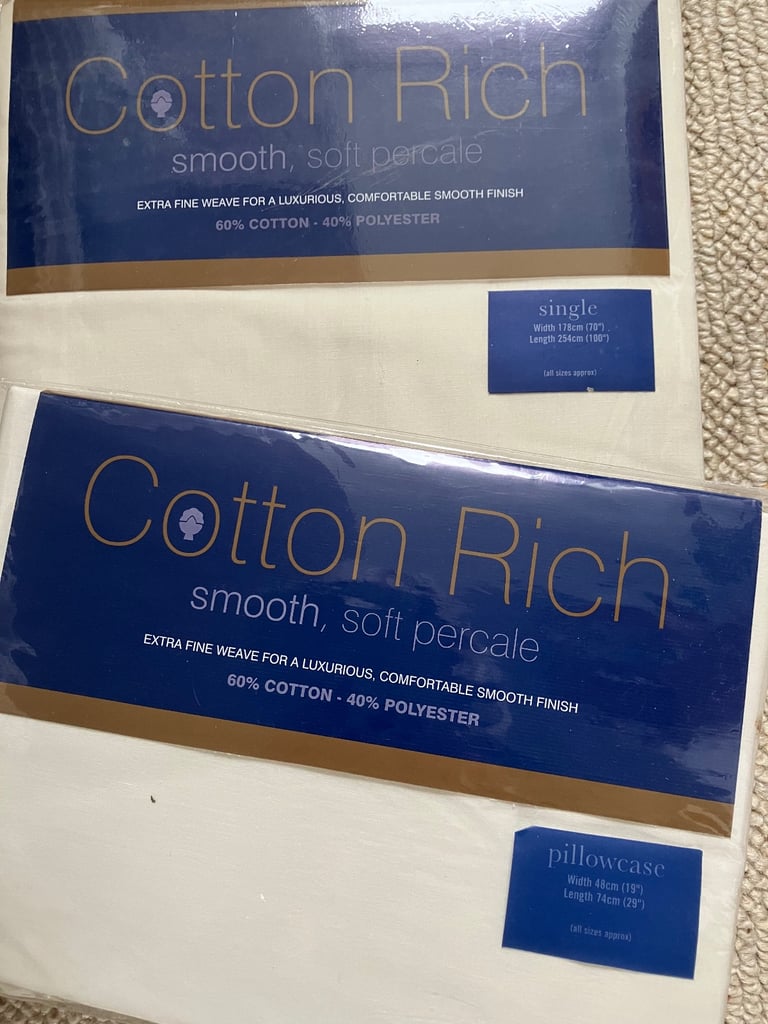 Cotton Rich
smooth, soft percale
EXTRA FINE WEAVE FOR A LUXURIOUS, COMFORTABLE SMOOTH FINISH
60% COTTON - 40% POLYESTER
single
Width 178cm (70")
Length 254cm (100")
(all sizes approx)
Cotton Rich
smooth, soft percale
EXTRA FINE WEAVE FOR A LUXURIOUS, COMFORTABLE SMOOTH FINISH
60% COTTON - 40% POLYESTER
pillowcase
Width 48cm (19")
Length 74cm (29")
(all sizes approx)